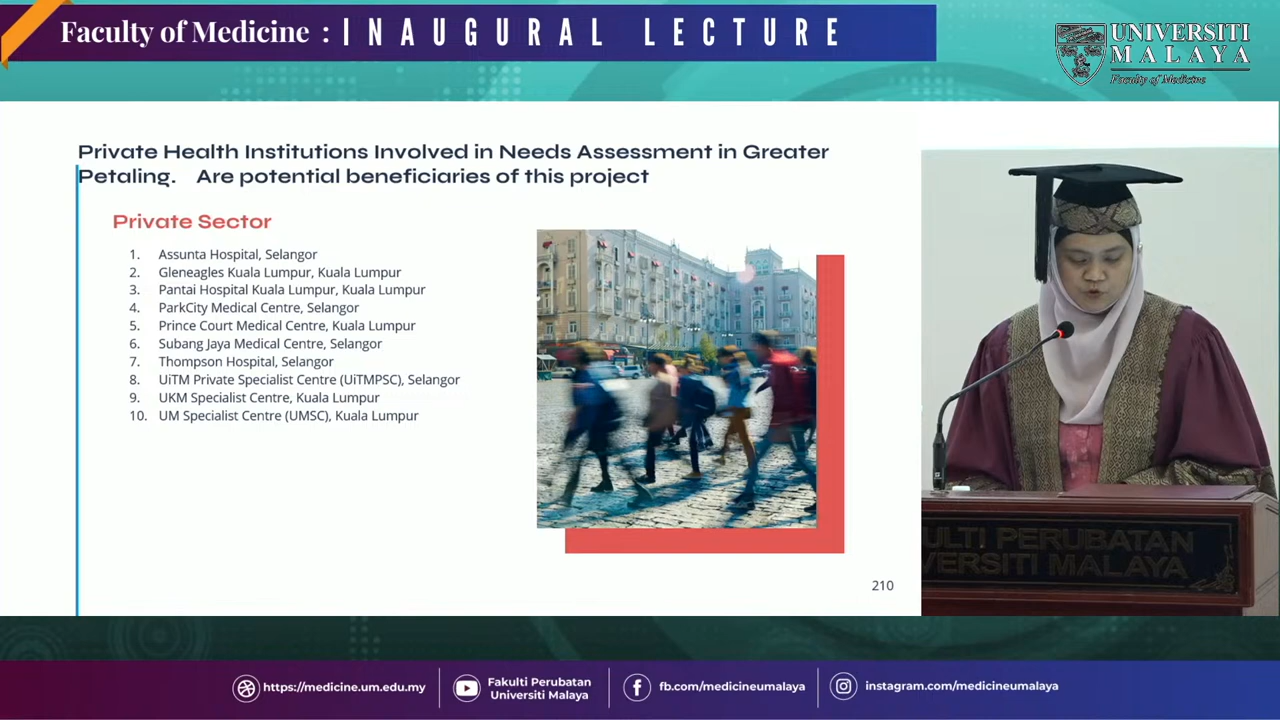 Faculty of Medicine : INAUGURAL LECTURE
UNIVERSITI
MALAYA
Faculty of Medicine
Private Health Institutions Involved in Needs Assessment in Greater
Petaling. Are potential beneficiaries of this project
Private Sector
1. Assunta Hospital, Selangor
2. Gleneagles Kuala Lumpur, Kuala Lumpur
3. Pantai Hospital Kuala Lumpur, Kuala Lumpur
4. ParkCity Medical Centre, Selangor
5. Prince Court Medical Centre, Kuala Lumpur
6. Subang Jaya Medical Centre, Selangor
7. Thompson Hospital, Selangor
8. UiTM Private Specialist Centre (UiTMPSC), Selangor
9. UKM Specialist Centre, Kuala Lumpur
10. UM Specialist Centre (UMSC), Kuala Lumpur
210
ULTI PERUBATAN
VERSITI MALAYA
https://medicine.um.edu.my
Fakulti Perubatan
Universiti Malaya
fb.com/medicineumalaya
instagram.com/medicineumalaya